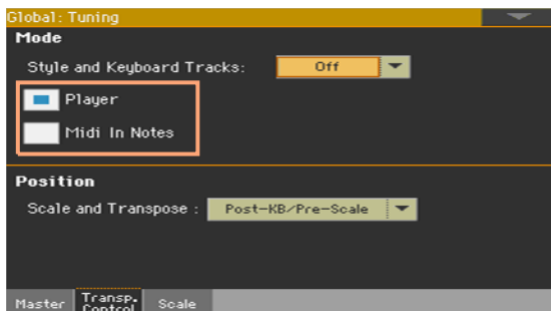 Global: Tuning
Mode
Style and Keyboard Tracks: Off
Player
Midi In Notes
Position
Scale and Transpose : Post-KB/Pre-Scale
Master Transp. Control Scale